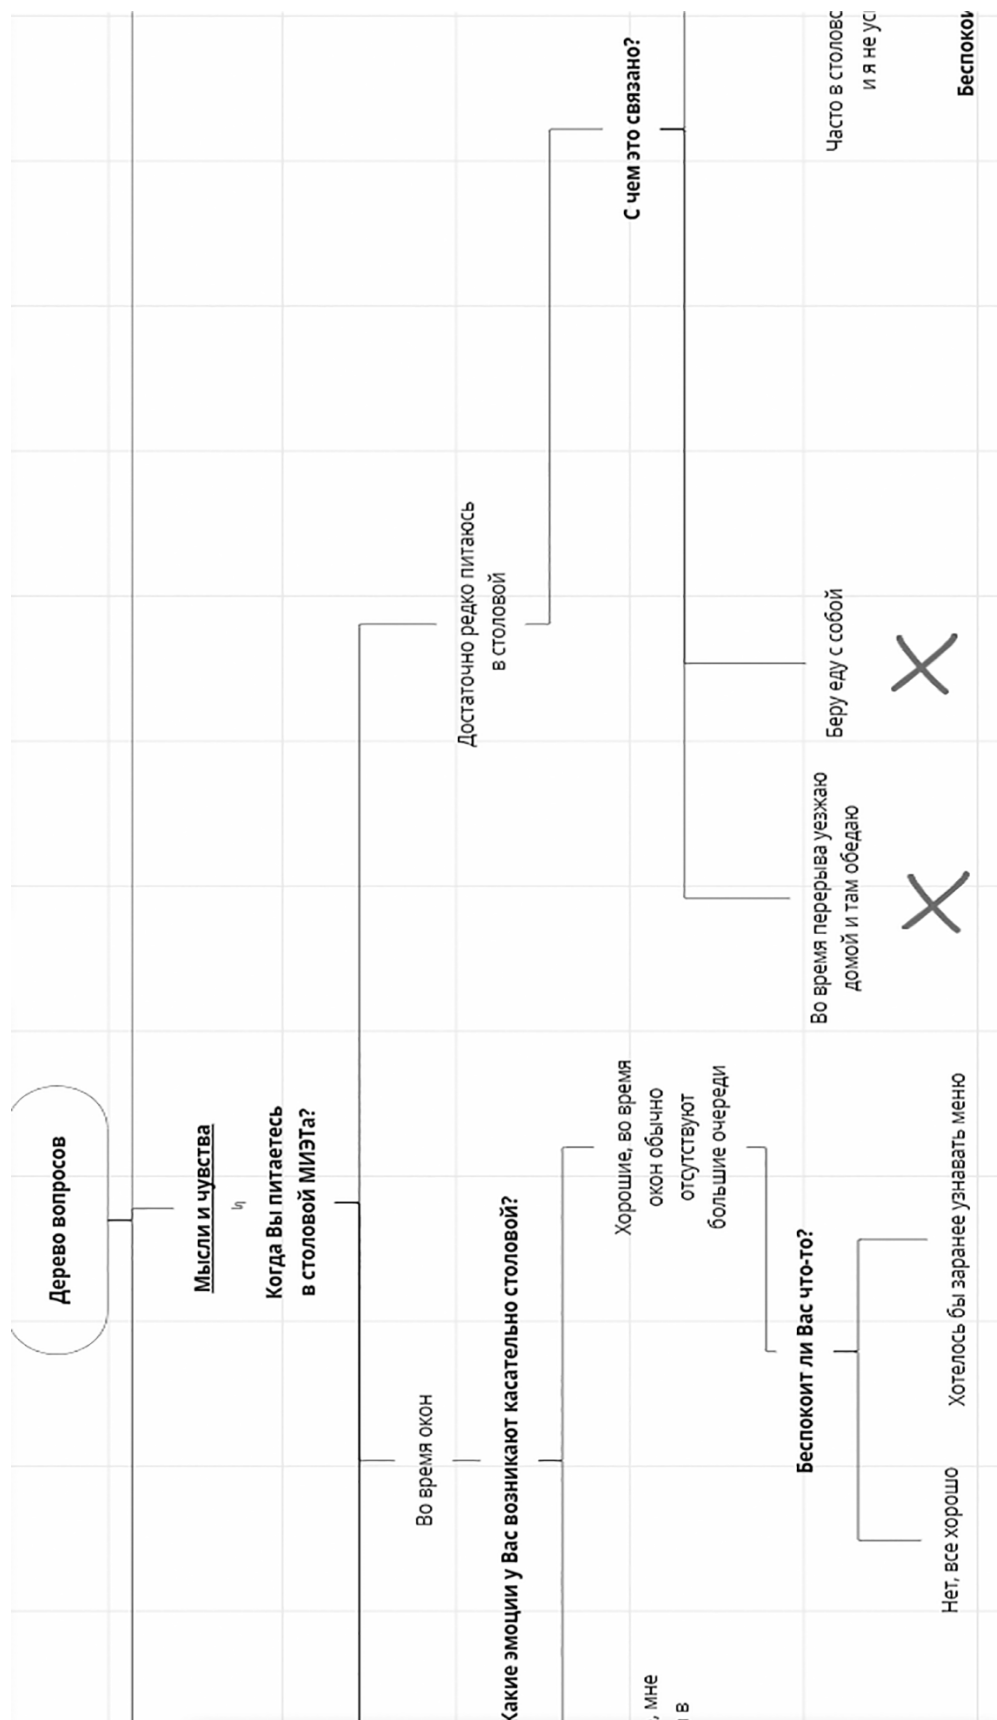 Дерево вопросов
Мысли и чувства
Когда Вы питаетесь
в столовой МИЭТа?
Во время окон
Какие эмоции у Вас возникают касательно столовой?
, мне
в
Хорошие, во время
окон обычно
отсутствуют
большие очереди
Беспокоит ли Вас что-то?
Нет, все хорошо
Хотелось бы заранее узнавать меню
Достаточно редко питаюсь
в столовой
С чем это связано?
Во время перерыва уезжаю
домой и там обедаю
Беру еду с собой
Часто в столово
и я не ус
Беспокои